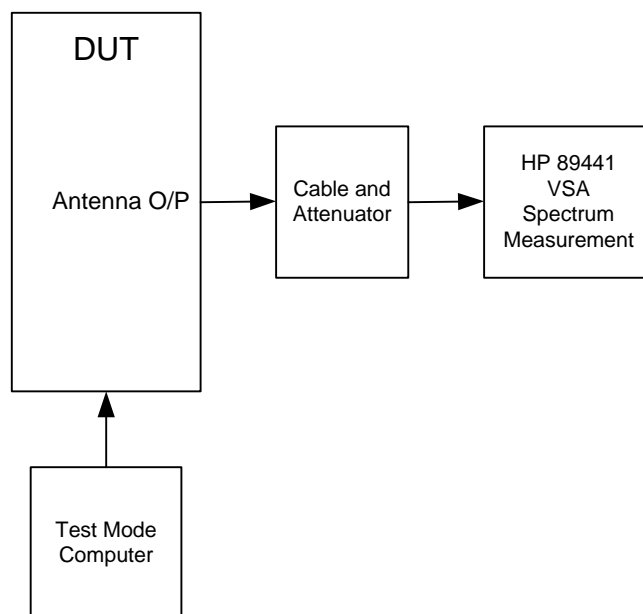 DUT
Antenna O/P
Cable and
Attenuator
HP 89441
VSA
Spectrum
Measurement
Test Mode
Computer